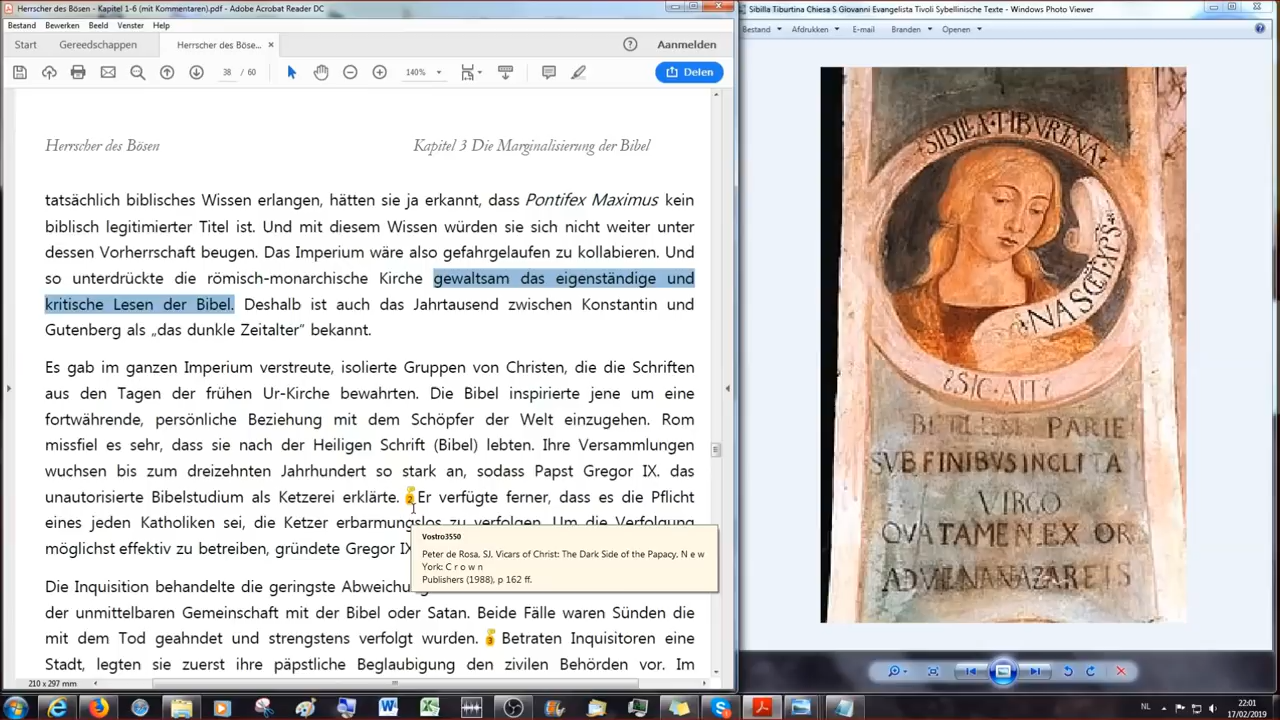 Herrscher des Bösen - Kapitel 1-6 (mit Kommentaren).pdf - Adobe Acrobat Reader DC
Bestand Bewerken Beeld Venster Help
Start Gereedschappen Herrscher des Böse... × Aanmelden
38 / 60 140% Delen
Herrscher des Bösen Kapitel 3 Die Marginalisierung der Bibel
tatsächlich biblisches Wissen erlangen, hätten sie ja erkannt, dass Pontifex Maximus kein
biblisch legitimierter Titel ist. Und mit diesem Wissen würden sie sich nicht weiter unter
dessen Vorherrschaft beugen. Das Imperium wäre also gefahrgelaufen zu kollabieren. Und
so unterdrückte die römisch-monarchische Kirche gewaltsam das eigenständige und
kritische Lesen der Bibel. Deshalb ist auch das Jahrtausend zwischen Konstantin und
Gutenberg als „das dunkle Zeitalter" bekannt.
Es gab im ganzen Imperium verstreute, isolierte Gruppen von Christen, die die Schriften
aus den Tagen der frühen Ur-Kirche bewahrten. Die Bibel inspirierte jene um eine
fortwährende, persönliche Beziehung mit dem Schöpfer der Welt einzugehen. Rom
missfiel es sehr, dass sie nach der Heiligen Schrift (Bibel) lebten. Ihre Versammlungen
wuchsen bis zum dreizehnten Jahrhundert so stark an, sodass Papst Gregor IX. das
unautorisierte Bibelstudium als Ketzerei erklärte. 2 Er verfügte ferner, dass es die Pflicht
eines jeden Katholiken sei, die Ketzer erbarmungslos zu verfolgen. Um die Verfolgung
möglichst effektiv zu betreiben, gründete Gregor IX
Vostro3550
Peter de Rosa, SJ, Vicars of Christ: The Dark Side of the Papacy, N e w
York: C r o w n
Publishers (1988), p 162 ff.
Die Inquisition behandelte die geringste Abweichu
der unmittelbaren Gemeinschaft mit der Bibel oder Satan. Beide Fälle waren Sünden die
mit dem Tod geahndet und strengstens verfolgt wurden. 3 Betraten Inquisitoren eine
Stadt, legten sie zuerst ihre päpstliche Beglaubigung den zivilen Behörden vor. Im
210 x 297 mm
Sibilla Tiburtina Chiesa S Giovanni Evangelista Tivoli Sybellinische Texte - Windows Photo Viewer
Bestand Afdrukken E-mail Branden Openen
SIBILLA·TIBVRTINA
NASCET·XPS
SIC·AIT
BETLEEM PARIE
SVB FINIBVS INCLITA
VIRCO
QVATAMEN EX ORI
ADVENA NAZAREIS
NL 22:01
17/02/2019